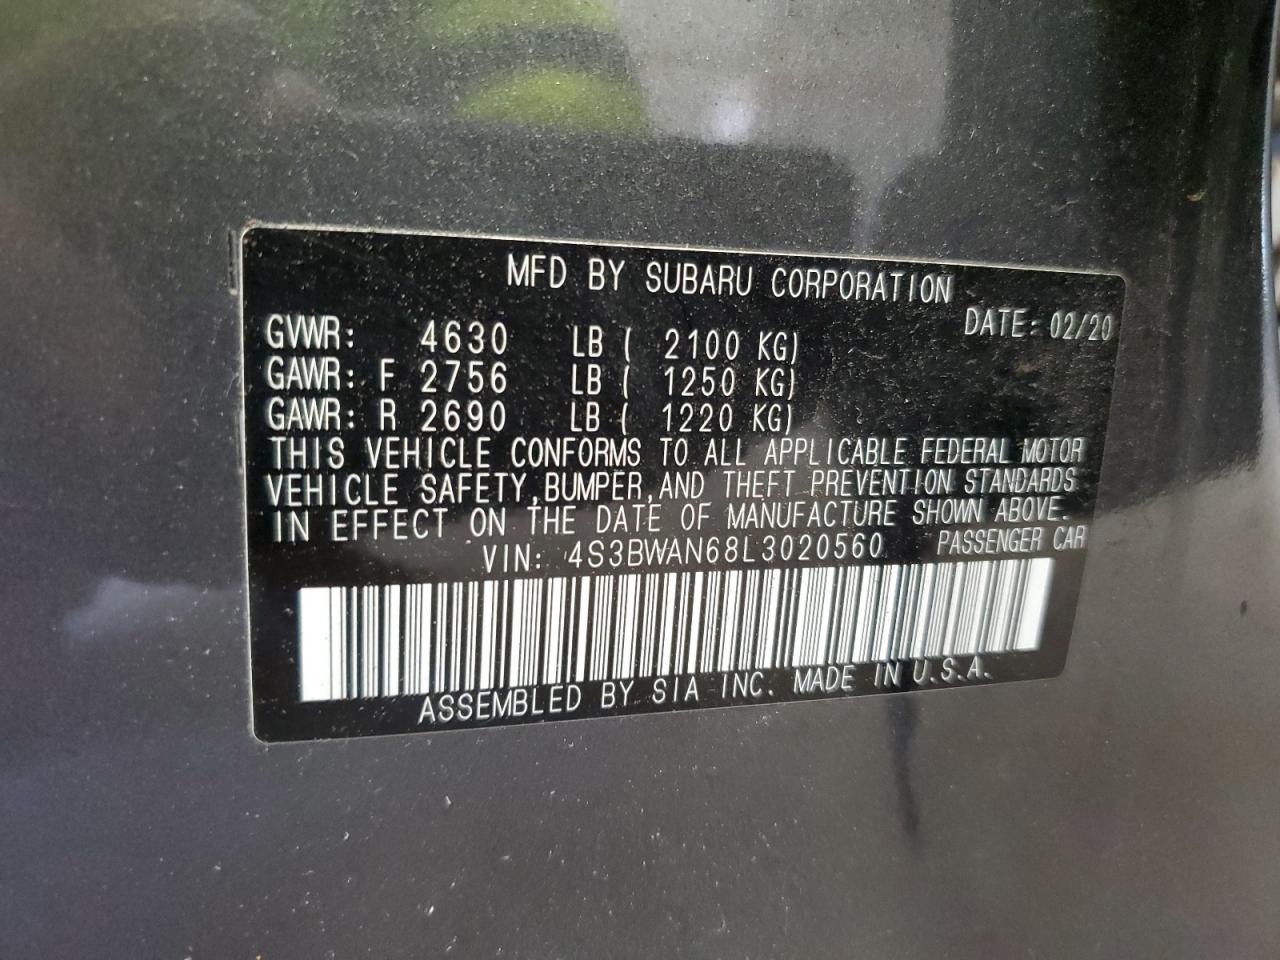 MFD BY SUBARU CORPORATION
DATE: 02/20
GVWR: 4630 LB ( 2100 KG)
GAWR: F 2756 LB ( 1250 KG)
GAWR: R 2690 LB ( 1220 KG)
THIS VEHICLE CONFORMS TO ALL APPLICABLE FEDERAL MOTOR
VEHICLE SAFETY,BUMPER,AND THEFT PREVENTION STANDARDS
IN EFFECT ON THE DATE OF MANUFACTURE SHOWN ABOVE.
VIN: 4S3BWAN68L3020560 PASSENGER CAR
ASSEMBLED BY SIA INC. MADE IN U.S.A.